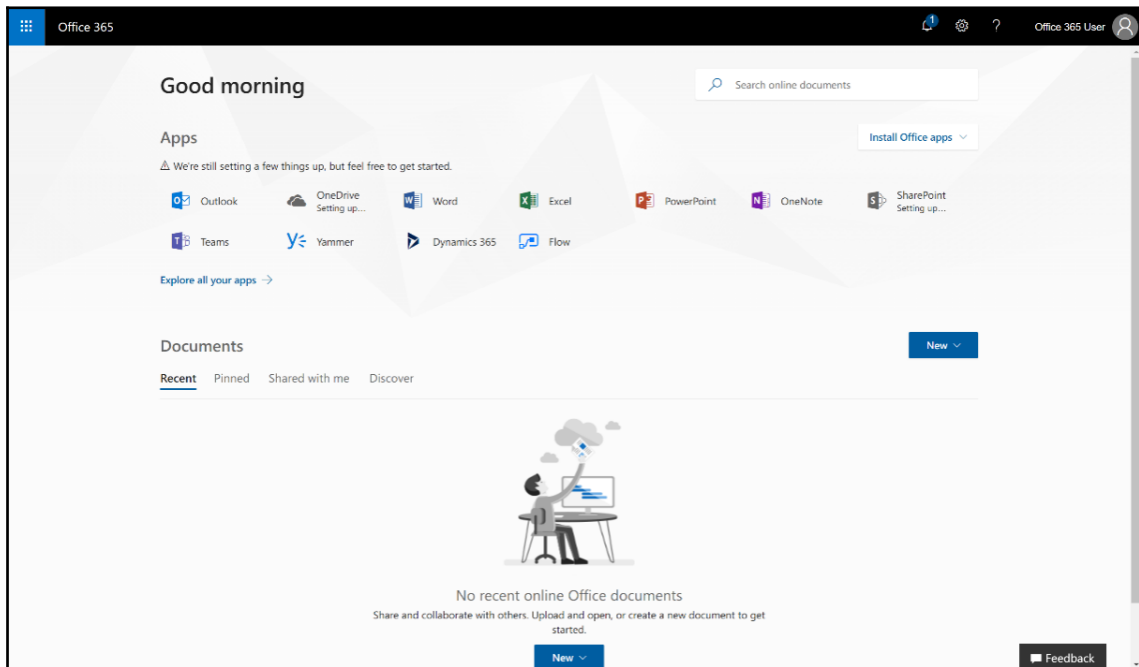 Office 365
1
?
Office 365 User
Good morning
Search online documents
Apps
Install Office apps
We're still setting a few things up, but feel free to get started.
Outlook
OneDrive
Setting up...
Word
Excel
PowerPoint
OneNote
SharePoint
Setting up...
Teams
Yammer
Dynamics 365
Flow
Explore all your apps →
Documents
New
Recent
Pinned
Shared with me
Discover
No recent online Office documents
Share and collaborate with others. Upload and open, or create a new document to get
started.
New
Feedback